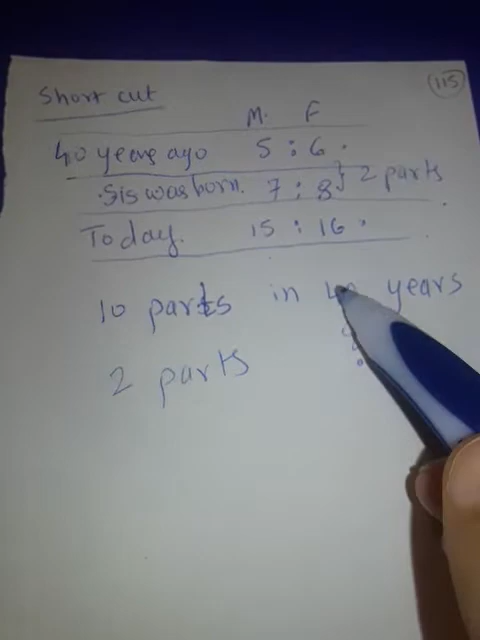 115
Short cut
M. F
40 years ago 5 : 6 .
Sis was born. 7 : 8 } 2 parts
Today. 15 : 16 .
10 parts in 40 years
2 parts